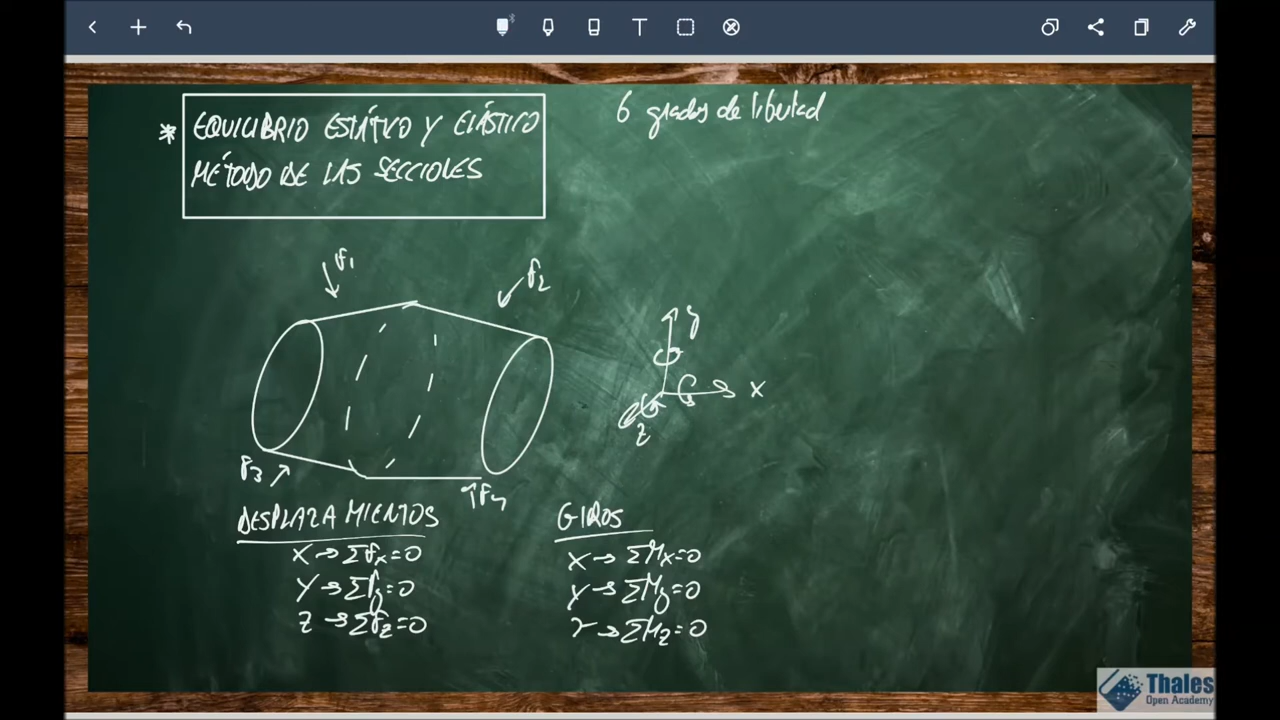 * EQUILIBRIO ESTÁTICO Y ELÁSTICO
MÉTODO DE LAS SECCIONES
6 grados de libertad
F1
F2
y
X
Z
F3
F4
DESPLAZAMIENTOS
X → ΣFx=0
Y → ΣFy=0
Z → ΣFz=0
GIROS
X → ΣMx=0
Y → ΣMy=0
Z → ΣMz=0
Thales
Open Academy